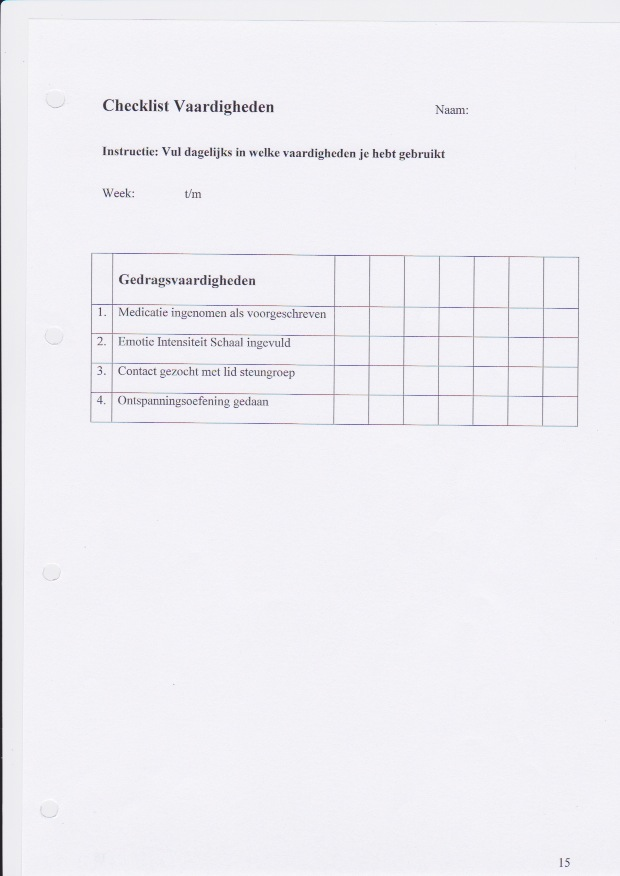 Checklist Vaardigheden Naam:
Instructie: Vul dagelijks in welke vaardigheden je hebt gebruikt
Week: t/m
Gedragsvaardigheden
1. Medicatie ingenomen als voorgeschreven
2. Emotie Intensiteit Schaal ingevuld
3. Contact gezocht met lid steungroep
4. Ontspanningsoefening gedaan
15